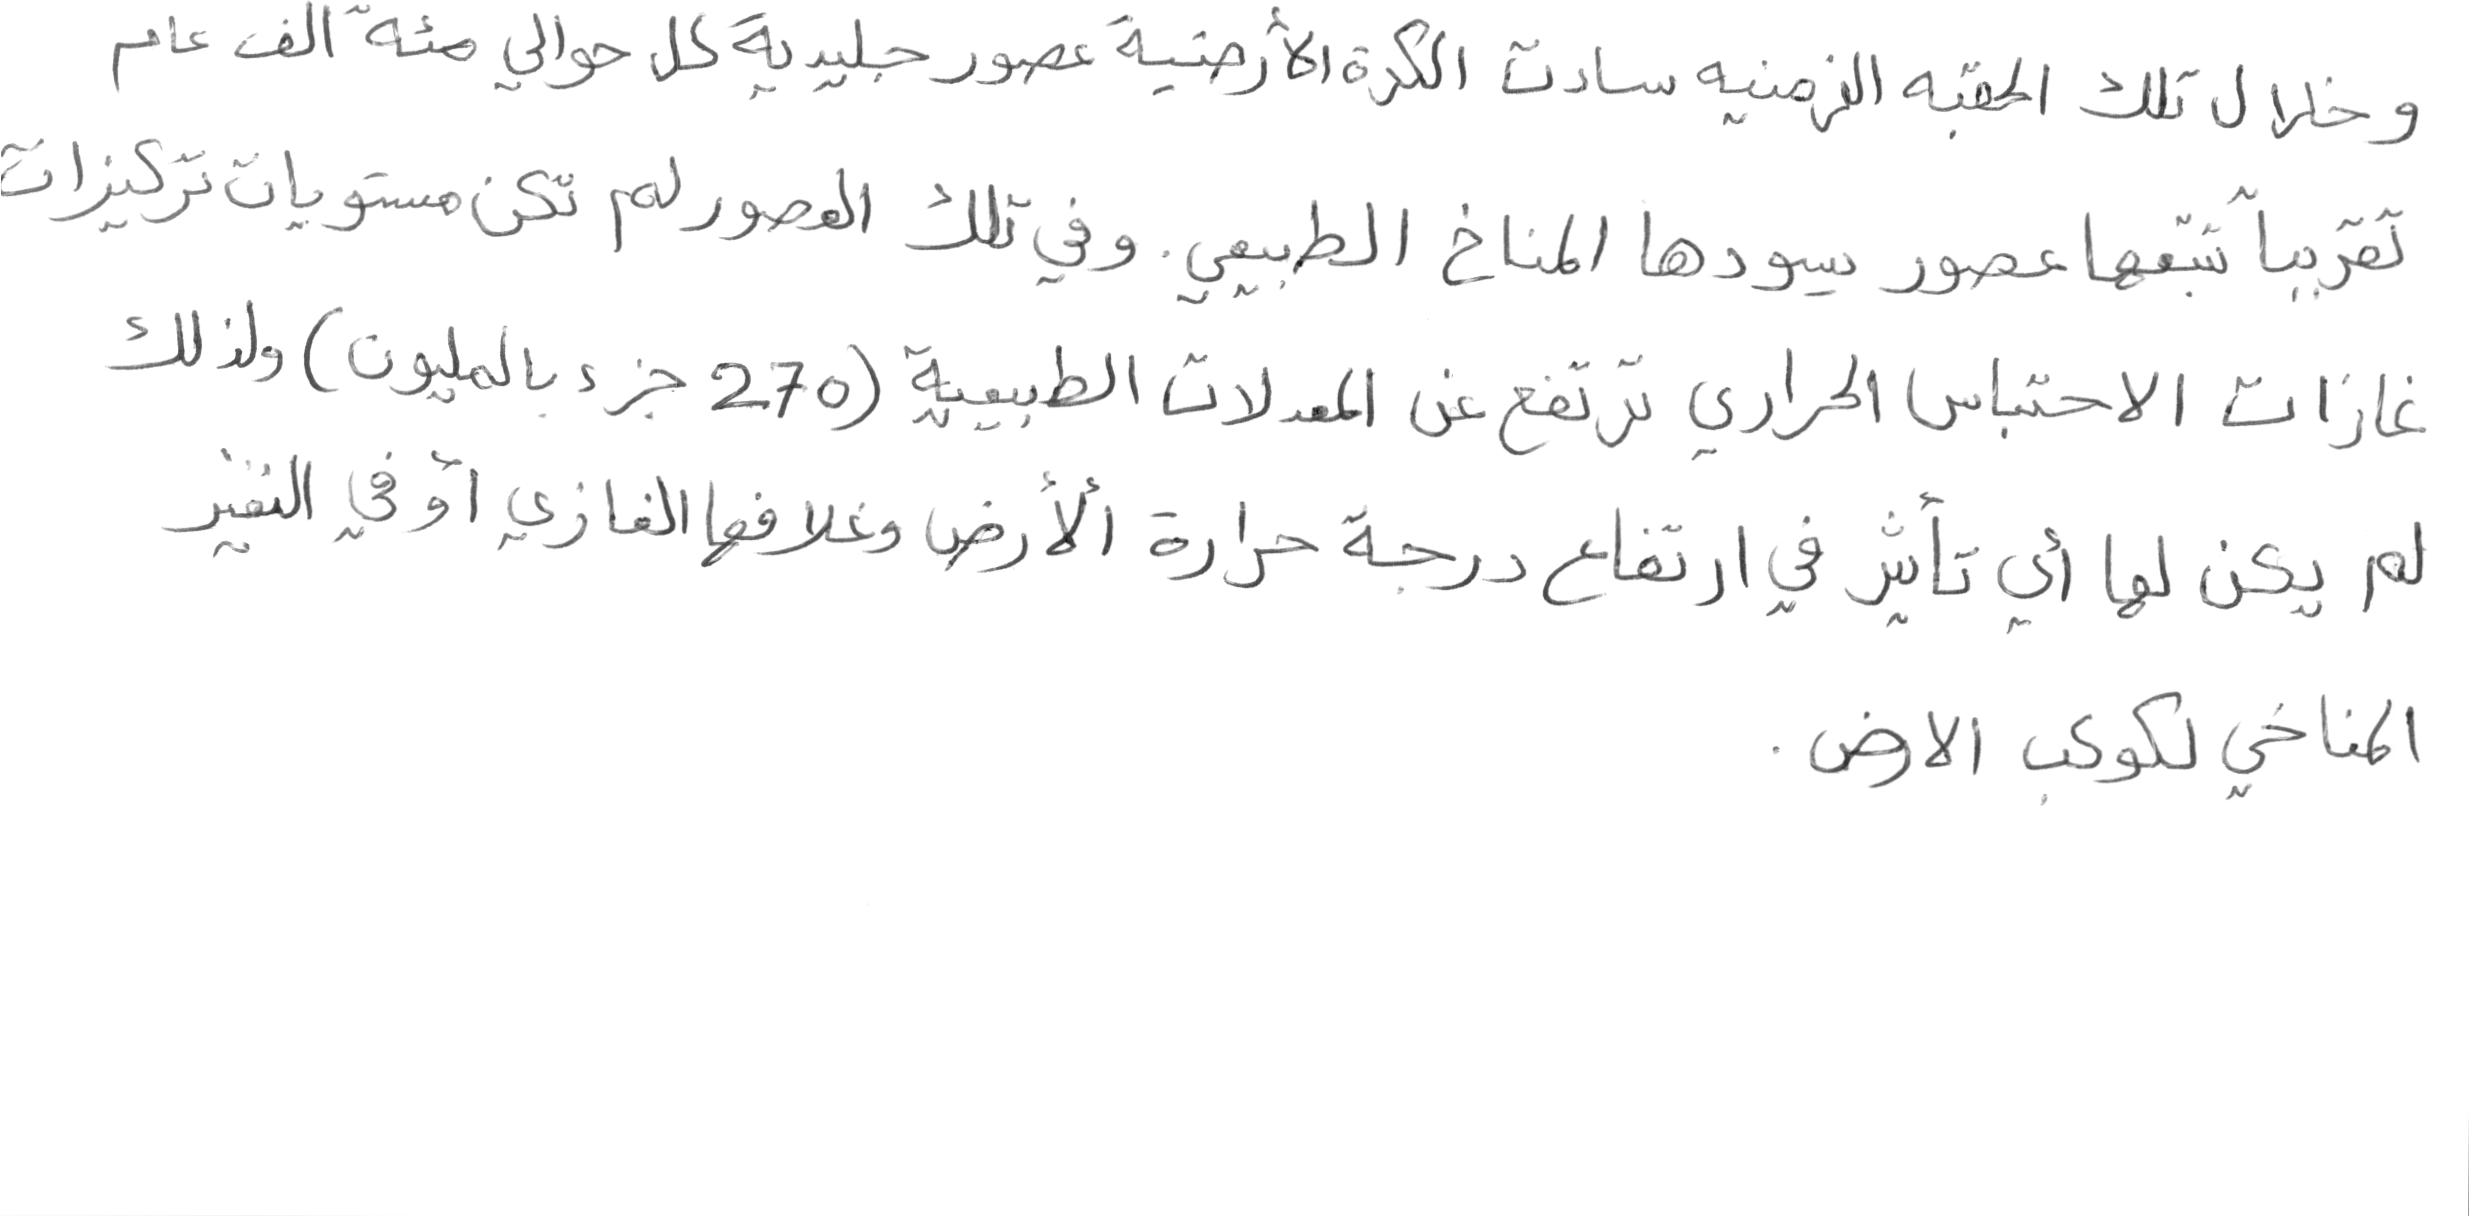 وخلال تلك الحقبه الزمنيه سادت الكرة الأرضية عصور جليدية كل حوالي مئة ألف عام
تقريباً تتبعها عصور يسودها المناخ الطبيعي. وفي تلك العصور لم تكن مستويات تركيزات
غازات الاحتباس الحراري ترتفع عن المعدلات الطبيعية (270 جزء بالمليون) ولذلك
لم يكن لها أي تأثير في ارتفاع درجة حرارة الأرض وغلافها الغازي أو في التغير
المناخي لكوكب الارض.